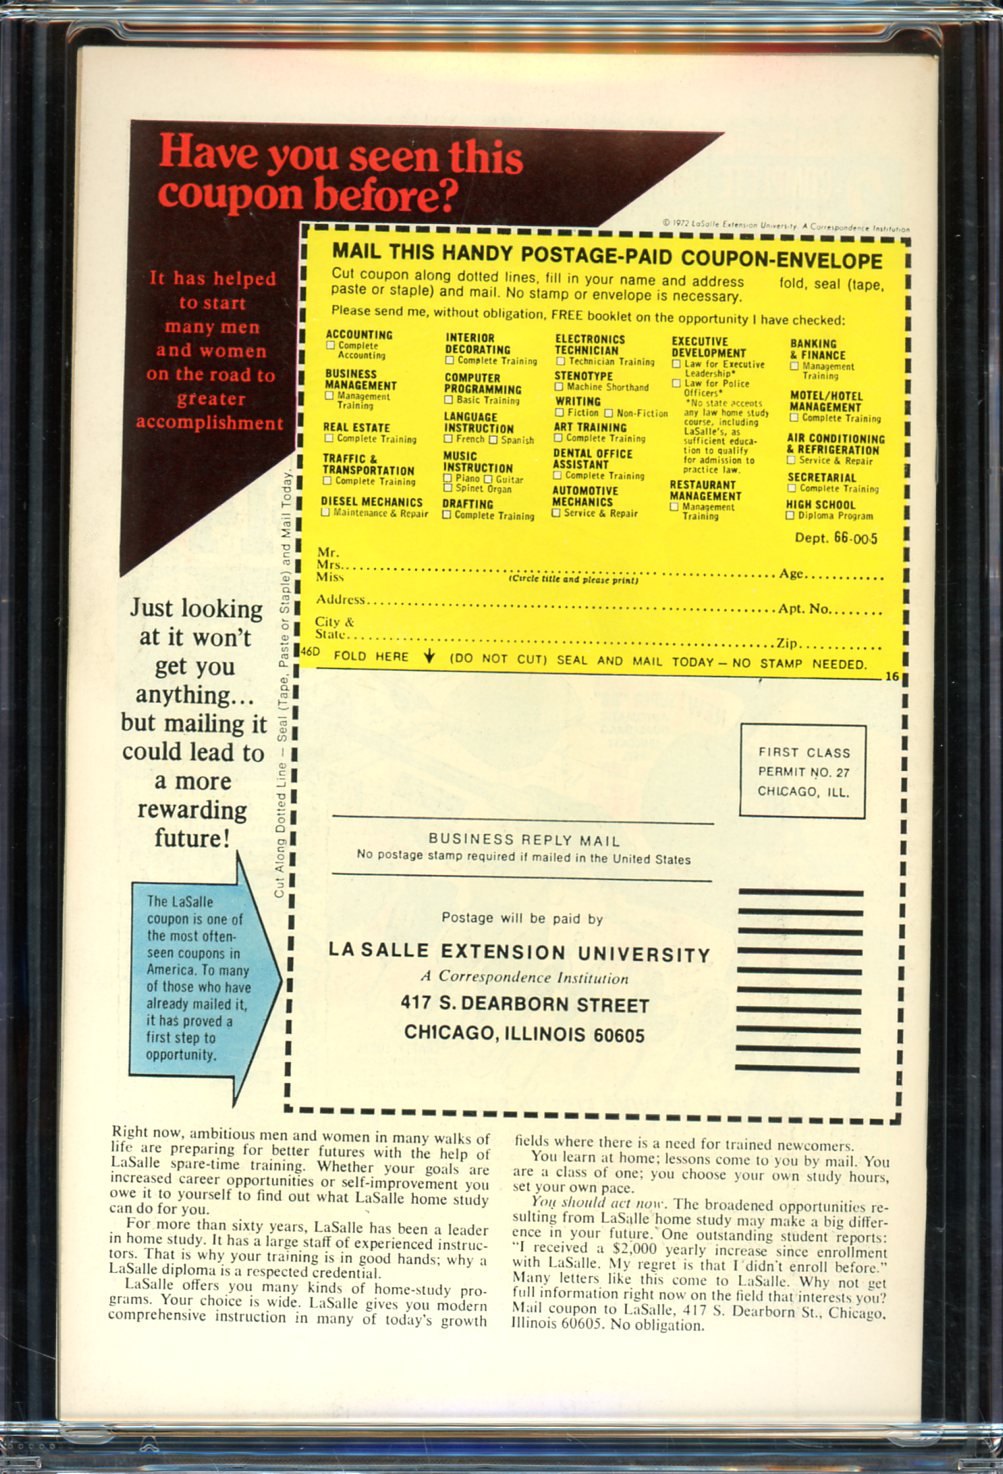 Have you seen this
coupon before?
It has helped
to start
many men
and women
on the road to
greater
accomplishment
© 1972 LaSalle Extension University. A Correspondence Institution
MAIL THIS HANDY POSTAGE-PAID COUPON-ENVELOPE
Cut coupon along dotted lines, fill in your name and address fold, seal (tape,
paste or staple) and mail. No stamp or envelope is necessary.
Please send me, without obligation, FREE booklet on the opportunity I have checked:
ACCOUNTING
☐ Complete
Accounting
BUSINESS
MANAGEMENT
☐ Management
Training
REAL ESTATE
☐ Complete Training
TRAFFIC &
TRANSPORTATION
☐ Complete Training
DIESEL MECHANICS
☐ Maintenance & Repair
INTERIOR
DECORATING
☐ Complete Training
COMPUTER
PROGRAMMING
☐ Basic Training
LANGUAGE
INSTRUCTION
☐ French ☐ Spanish
MUSIC
INSTRUCTION
☐ Piano ☐ Guitar
☐ Spinet Organ
DRAFTING
☐ Complete Training
ELECTRONICS
TECHNICIAN
☐ Technician Training
STENOTYPE
☐ Machine Shorthand
WRITING
☐ Fiction ☐ Non-Fiction
ART TRAINING
☐ Complete Training
DENTAL OFFICE
ASSISTANT
☐ Complete Training
AUTOMOTIVE
MECHANICS
☐ Service & Repair
EXECUTIVE
DEVELOPMENT
☐ Law for Executive
Leadership*
☐ Law for Police
Officers*
*No state accepts
any law home study
course, including
LaSalle's, as
sufficient educa-
tion to qualify
for admission to
practice law.
RESTAURANT
MANAGEMENT
☐ Management
Training
BANKING
& FINANCE
☐ Management
Training
MOTEL/HOTEL
MANAGEMENT
☐ Complete Training
AIR CONDITIONING
& REFRIGERATION
☐ Service & Repair
SECRETARIAL
☐ Complete Training
HIGH SCHOOL
☐ Diploma Program
Dept. 66-005
Mr.
Mrs. Age
Miss (Circle title and please print)
Address Apt. No.
City &
State Zip
46D FOLD HERE ↓ (DO NOT CUT) SEAL AND MAIL TODAY — NO STAMP NEEDED.
16
Cut Along Dotted Line — Seal (Tape, Paste or Staple) and Mail Today.
Just looking
at it won't
get you
anything...
but mailing it
could lead to
a more
rewarding
future!
FIRST CLASS
PERMIT NO. 27
CHICAGO, ILL.
BUSINESS REPLY MAIL
No postage stamp required if mailed in the United States
Postage will be paid by
LA SALLE EXTENSION UNIVERSITY
A Correspondence Institution
417 S. DEARBORN STREET
CHICAGO, ILLINOIS 60605
The LaSalle
coupon is one of
the most often-
seen coupons in
America. To many
of those who have
already mailed it,
it has proved a
first step to
opportunity.
Right now, ambitious men and women in many walks of
life are preparing for better futures with the help of
LaSalle spare-time training. Whether your goals are
increased career opportunities or self-improvement you
owe it to yourself to find out what LaSalle home study
can do for you.
For more than sixty years, LaSalle has been a leader
in home study. It has a large staff of experienced instruc-
tors. That is why your training is in good hands; why a
LaSalle diploma is a respected credential.
LaSalle offers you many kinds of home-study pro-
grams. Your choice is wide. LaSalle gives you modern
comprehensive instruction in many of today's growth
fields where there is a need for trained newcomers.
You learn at home; lessons come to you by mail. You
are a class of one; you choose your own study hours,
set your own pace.
You should act now. The broadened opportunities re-
sulting from LaSalle home study may make a big differ-
ence in your future. One outstanding student reports:
"I received a $2,000 yearly increase since enrollment
with LaSalle. My regret is that I didn't enroll before."
Many letters like this come to LaSalle. Why not get
full information right now on the field that interests you?
Mail coupon to LaSalle, 417 S. Dearborn St., Chicago,
Illinois 60605. No obligation.